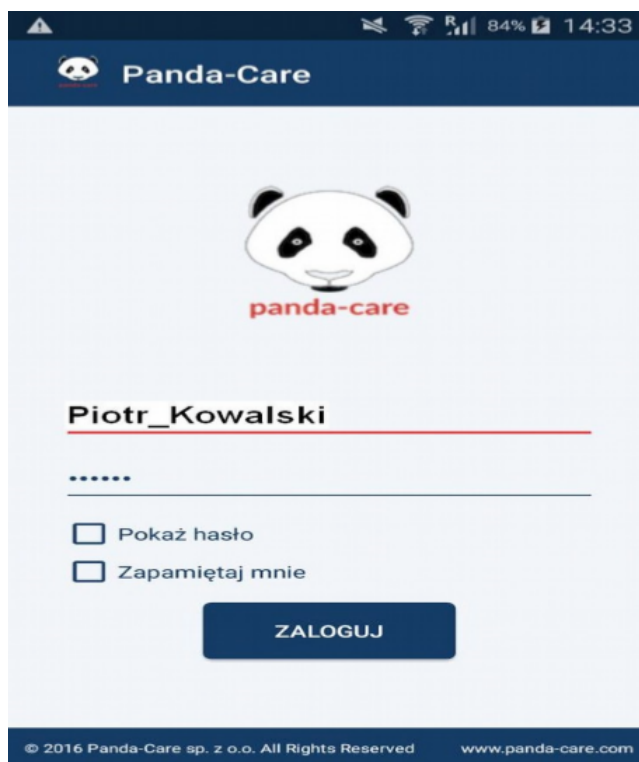 R 84% 14:33
Panda-Care
panda-care
Piotr_Kowalski
••••••
Pokaż hasło
Zapamiętaj mnie
ZALOGUJ
© 2016 Panda-Care sp. z o.o. All Rights Reserved www.panda-care.com